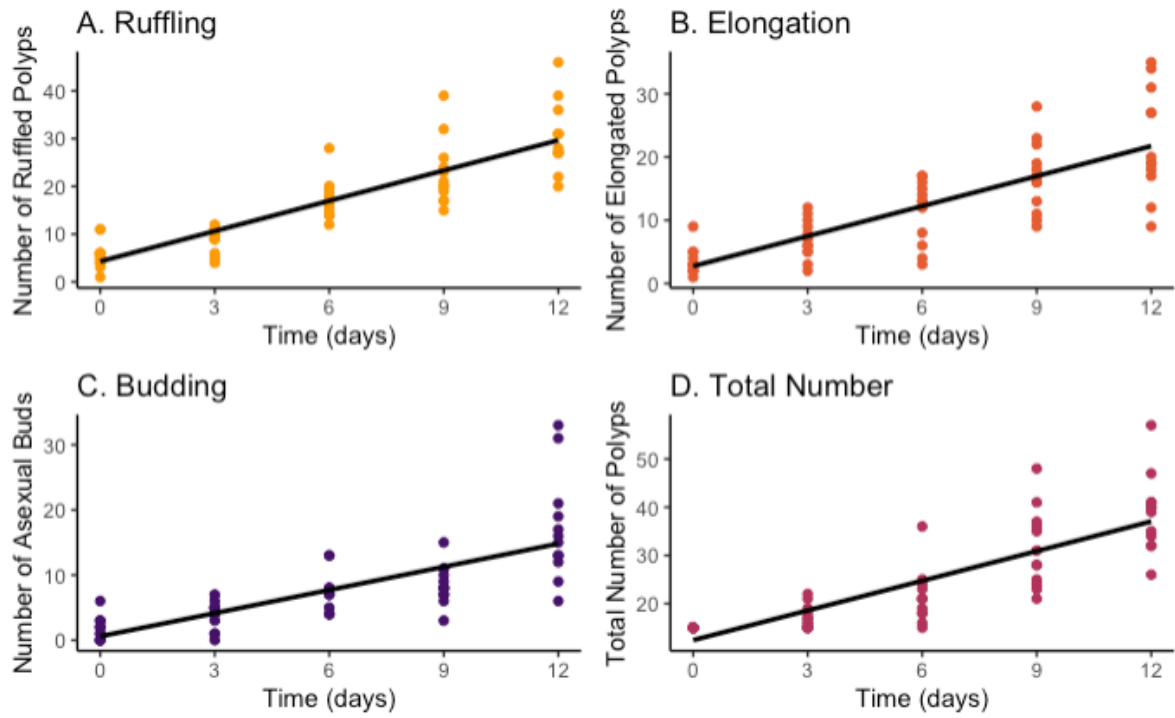 A. Ruffling
Number of Ruffled Polyps
40
30
20
10
0
0 3 6 9 12
Time (days)
B. Elongation
Number of Elongated Polyps
30
20
10
0
0 3 6 9 12
Time (days)
C. Budding
Number of Asexual Buds
30
20
10
0
0 3 6 9 12
Time (days)
D. Total Number
Total Number of Polyps
50
40
30
20
0 3 6 9 12
Time (days)